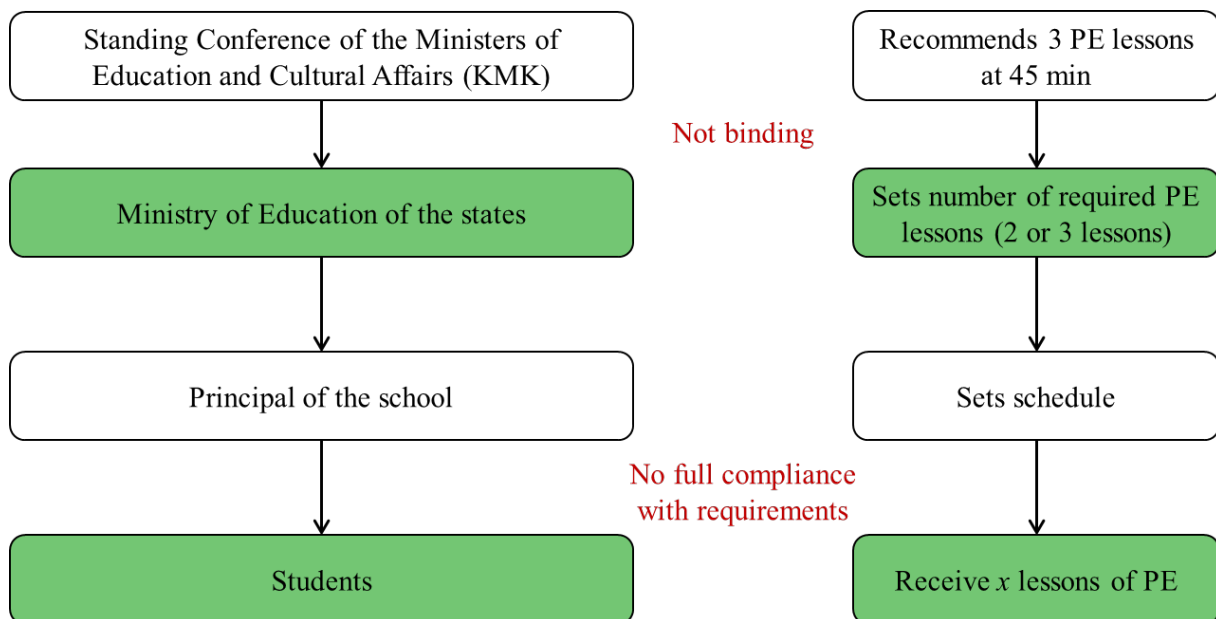 Standing Conference of the Ministers of
Education and Cultural Affairs (KMK)
Recommends 3 PE lessons
at 45 min
Not binding
Ministry of Education of the states
Sets number of required PE
lessons (2 or 3 lessons)
Principal of the school
Sets schedule
No full compliance
with requirements
Students
Receive x lessons of PE